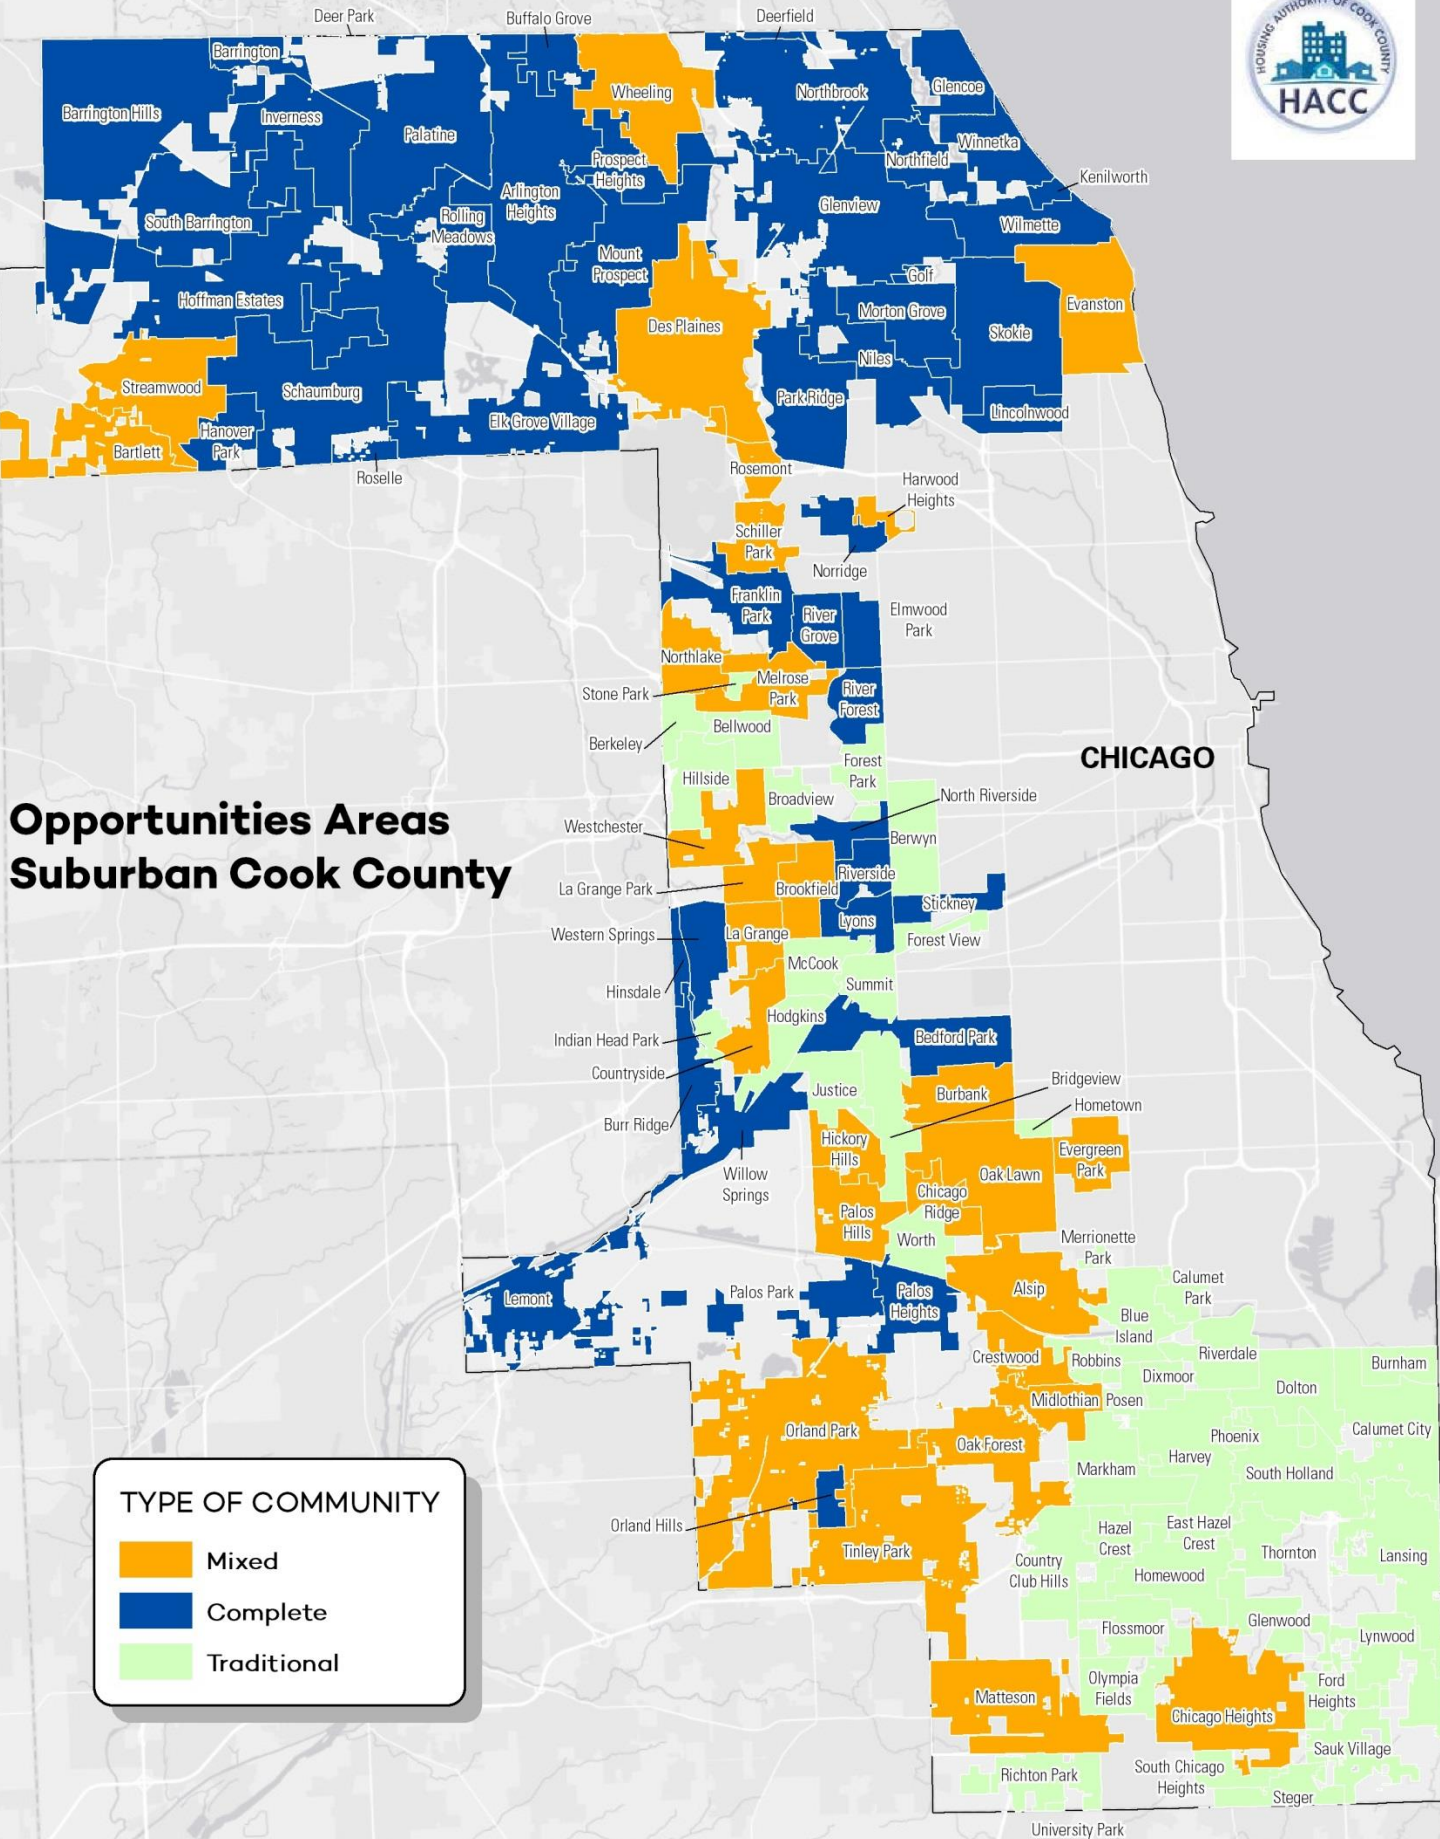 Deer Park
Buffalo Grove
Deerfield
HOUSING AUTHORITY OF COOK COUNTY
HACC
Barrington
Wheeling
Northbrook
Glencoe
Barrington Hills
Inverness
Palatine
Winnetka
Prospect
Heights
Northfield
Kenilworth
Arlington
Heights
Glenview
South Barrington
Rolling
Meadows
Wilmette
Mount
Prospect
Golf
Hoffman Estates
Evanston
Morton Grove
Des Plaines
Skokie
Niles
Streamwood
Schaumburg
Park Ridge
Lincolnwood
Elk Grove Village
Hanover
Park
Bartlett
Roselle
Rosemont
Harwood
Heights
Schiller
Park
Norridge
Franklin
Park
River
Grove
Elmwood
Park
Northlake
Stone Park
Melrose
Park
River
Forest
Bellwood
Berkeley
CHICAGO
Forest
Park
Hillside
Broadview
North Riverside
Opportunities Areas
Suburban Cook County
Westchester
Berwyn
Riverside
La Grange Park
Brookfield
Stickney
Lyons
Western Springs
La Grange
Forest View
McCook
Summit
Hinsdale
Hodgkins
Indian Head Park
Bedford Park
Countryside
Bridgeview
Justice
Burbank
Hometown
Burr Ridge
Hickory
Hills
Evergreen
Park
Willow
Springs
Oak Lawn
Chicago
Ridge
Palos
Hills
Worth
Merrionette
Park
Calumet
Park
Lemont
Palos Park
Palos
Heights
Alsip
Blue
Island
Crestwood
Robbins
Riverdale
Burnham
Dixmoor
Dolton
Midlothian
Posen
Orland Park
Calumet City
Phoenix
Oak Forest
Harvey
Markham
South Holland
TYPE OF COMMUNITY
Mixed
Complete
Traditional
Orland Hills
Hazel
Crest
East Hazel
Crest
Tinley Park
Thornton
Lansing
Country
Club Hills
Homewood
Flossmoor
Glenwood
Lynwood
Olympia
Fields
Ford
Heights
Matteson
Chicago Heights
Sauk Village
Richton Park
South Chicago
Heights
Steger
University Park